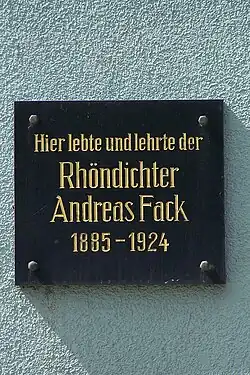 Hier lebte und lehrte der
Rhöndichter
Andreas Fack
1885 – 1924